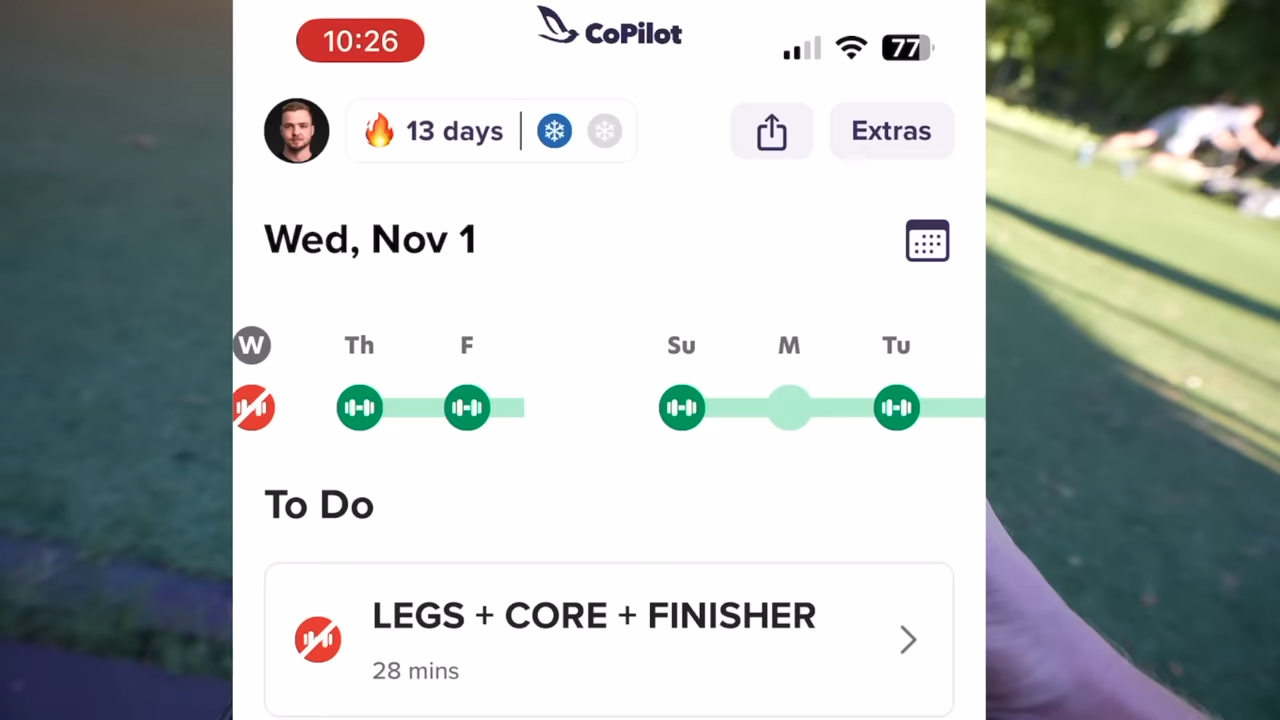 10:26
CoPilot
77
13 days
Extras
Wed, Nov 1
W Th F Su M Tu
To Do
LEGS + CORE + FINISHER
28 mins